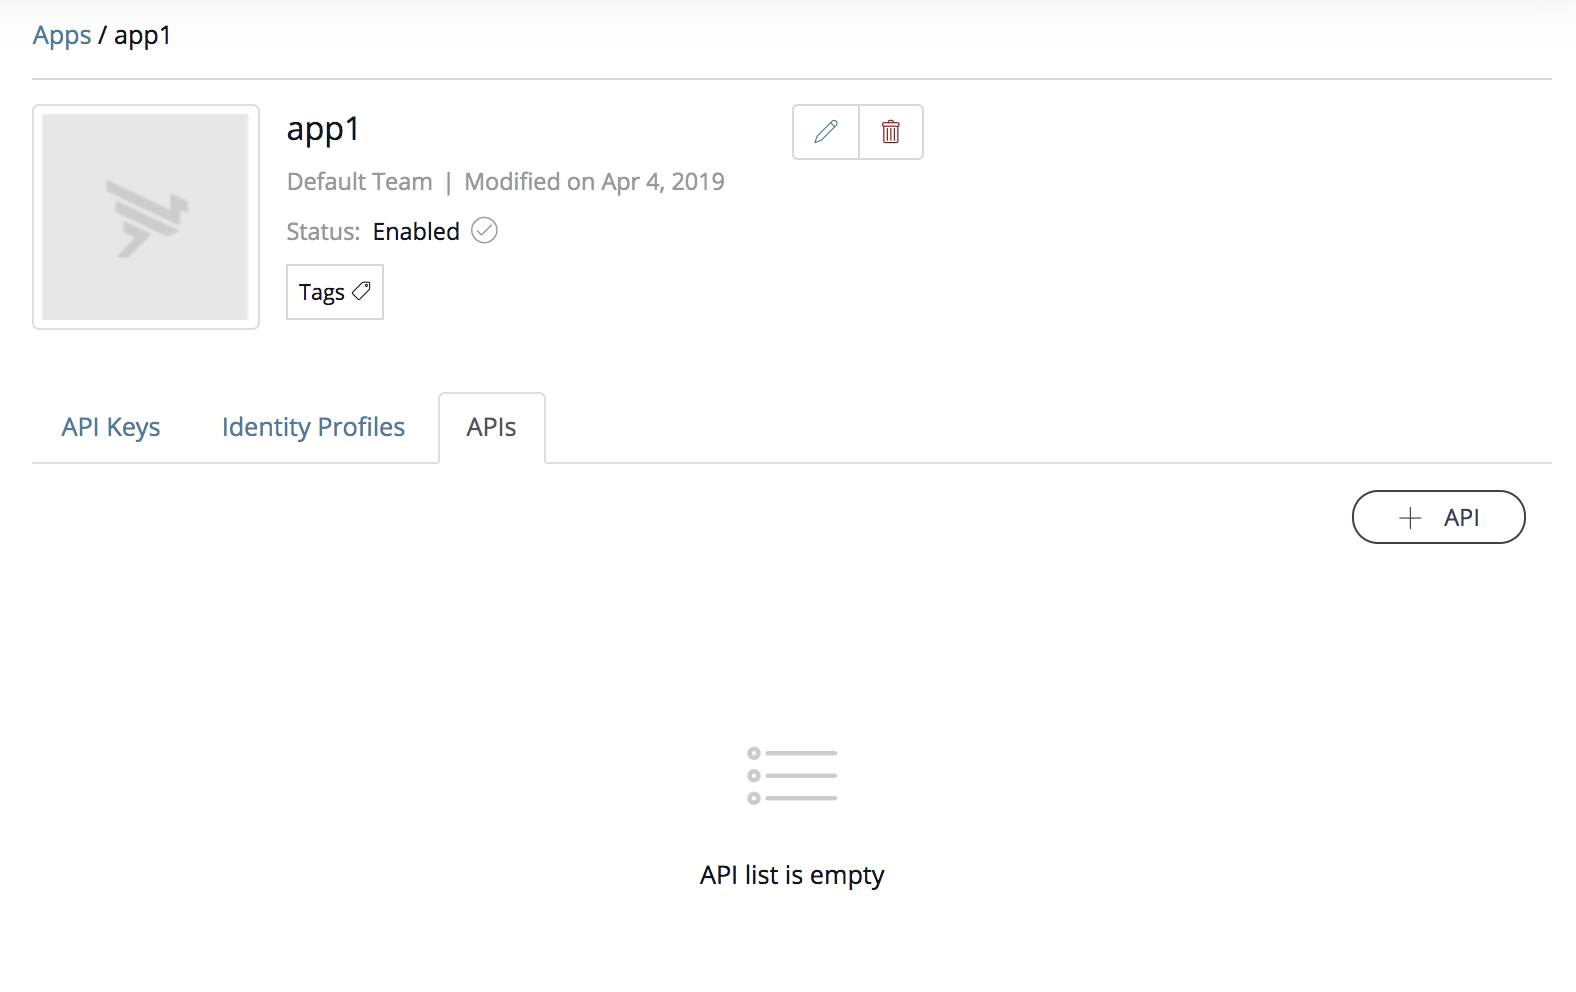 Apps / app1
app1
Default Team | Modified on Apr 4, 2019
Status: Enabled
Tags
API Keys Identity Profiles APIs
+ API
API list is empty